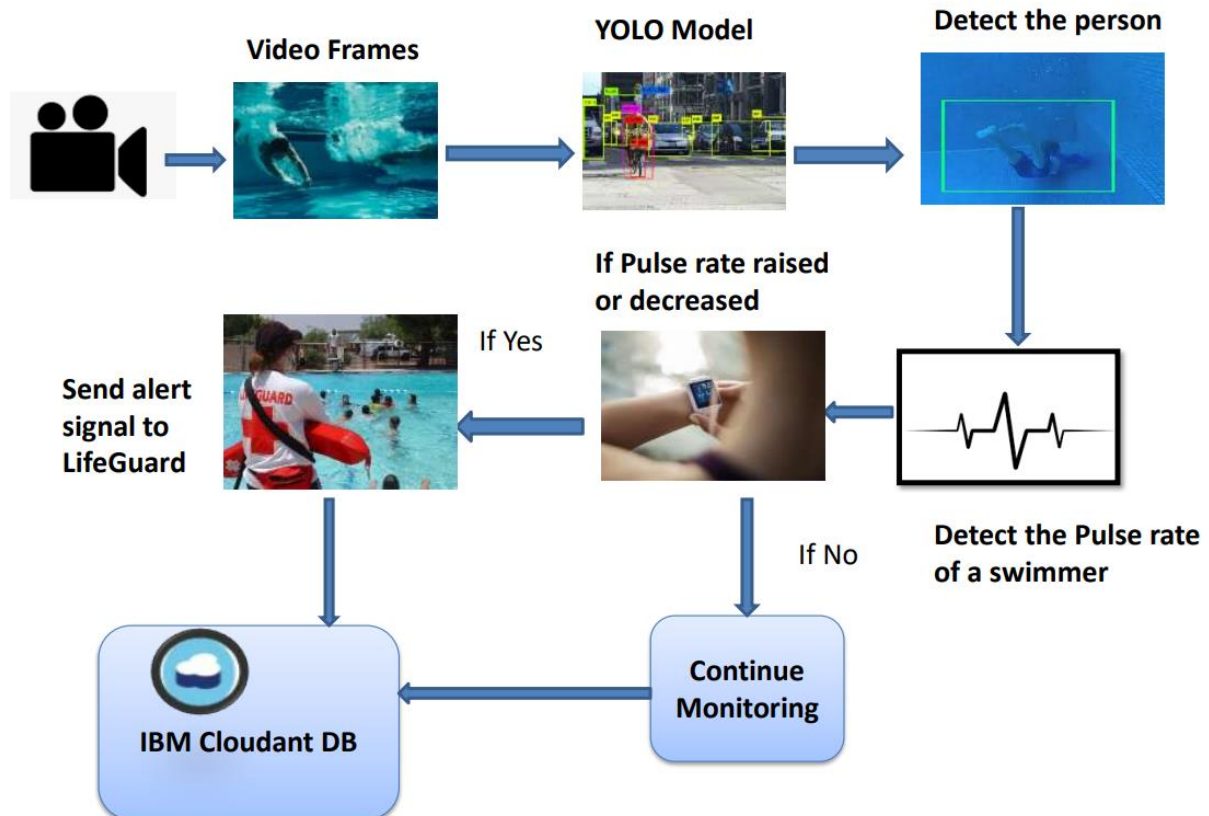 Video Frames
YOLO Model
Detect the person
If Pulse rate raised
or decreased
If Yes
Send alert
signal to
LifeGuard
GUARD
If No
Detect the Pulse rate
of a swimmer
Continue
Monitoring
IBM Cloudant DB